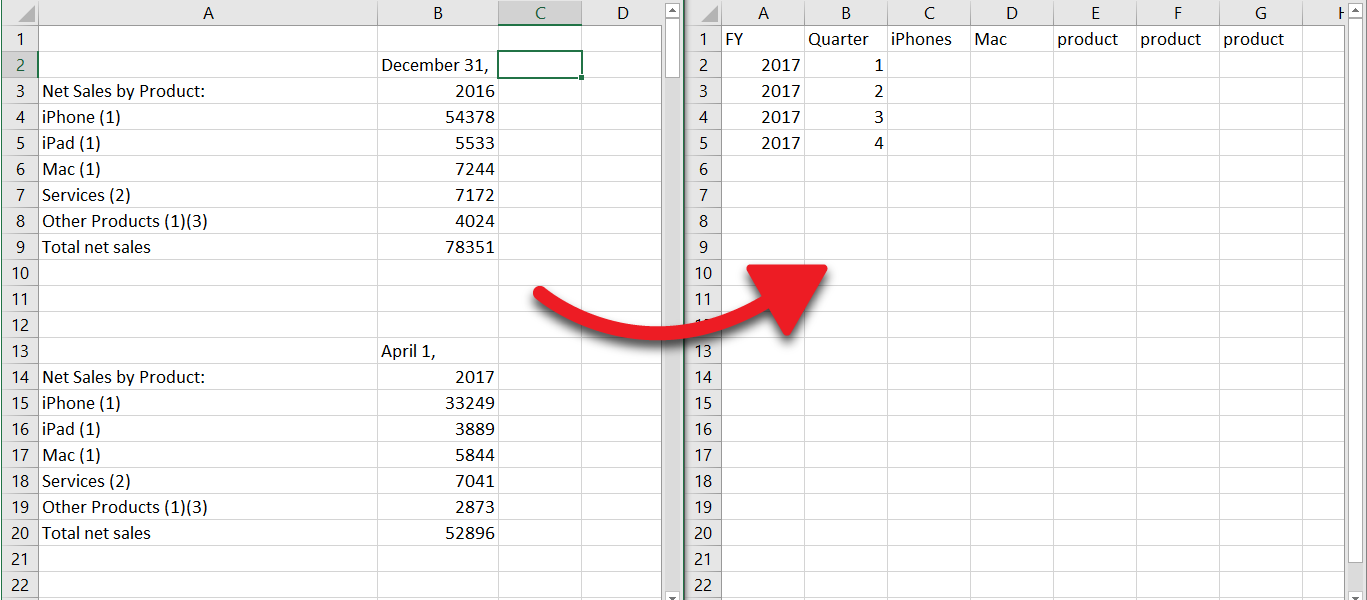 A B C D
1
2 December 31,
3 Net Sales by Product: 2016
4 iPhone (1) 54378
5 iPad (1) 5533
6 Mac (1) 7244
7 Services (2) 7172
8 Other Products (1)(3) 4024
9 Total net sales 78351
10
11
12
13 April 1,
14 Net Sales by Product: 2017
15 iPhone (1) 33249
16 iPad (1) 3889
17 Mac (1) 5844
18 Services (2) 7041
19 Other Products (1)(3) 2873
20 Total net sales 52896
21
22
A B C D E F G H
1 FY Quarter iPhones Mac product product product
2 2017 1
3 2017 2
4 2017 3
5 2017 4
6
7
8
9
10
11
12
13
14
15
16
17
18
19
20
21
22